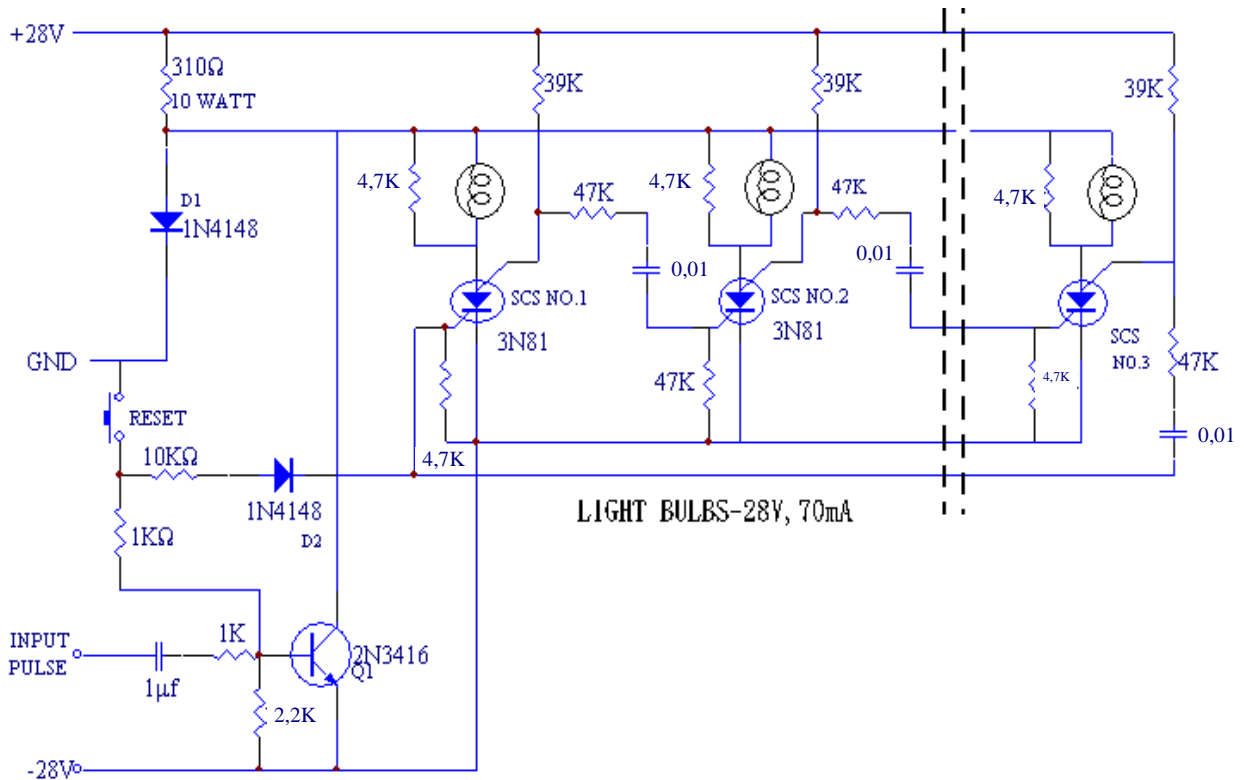 +28V
310Ω
10 WATT
39K
39K
39K
D1
1N4148
4,7K
47K
4,7K
47K
4,7K
0,01
0,01
SCS NO.1
3N81
SCS NO.2
3N81
SCS
NO.3
GND
RESET
47K
4,7K
47K
0,01
10KΩ
4,7K
1N4148
D2
LIGHT BULBS-28V, 70mA
1KΩ
INPUT
PULSE
1K
1µf
2N3416
Q1
2,2K
-28V